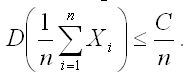 D(1/n ∑_{i=1}^{n} X_i) ≤ C/n .